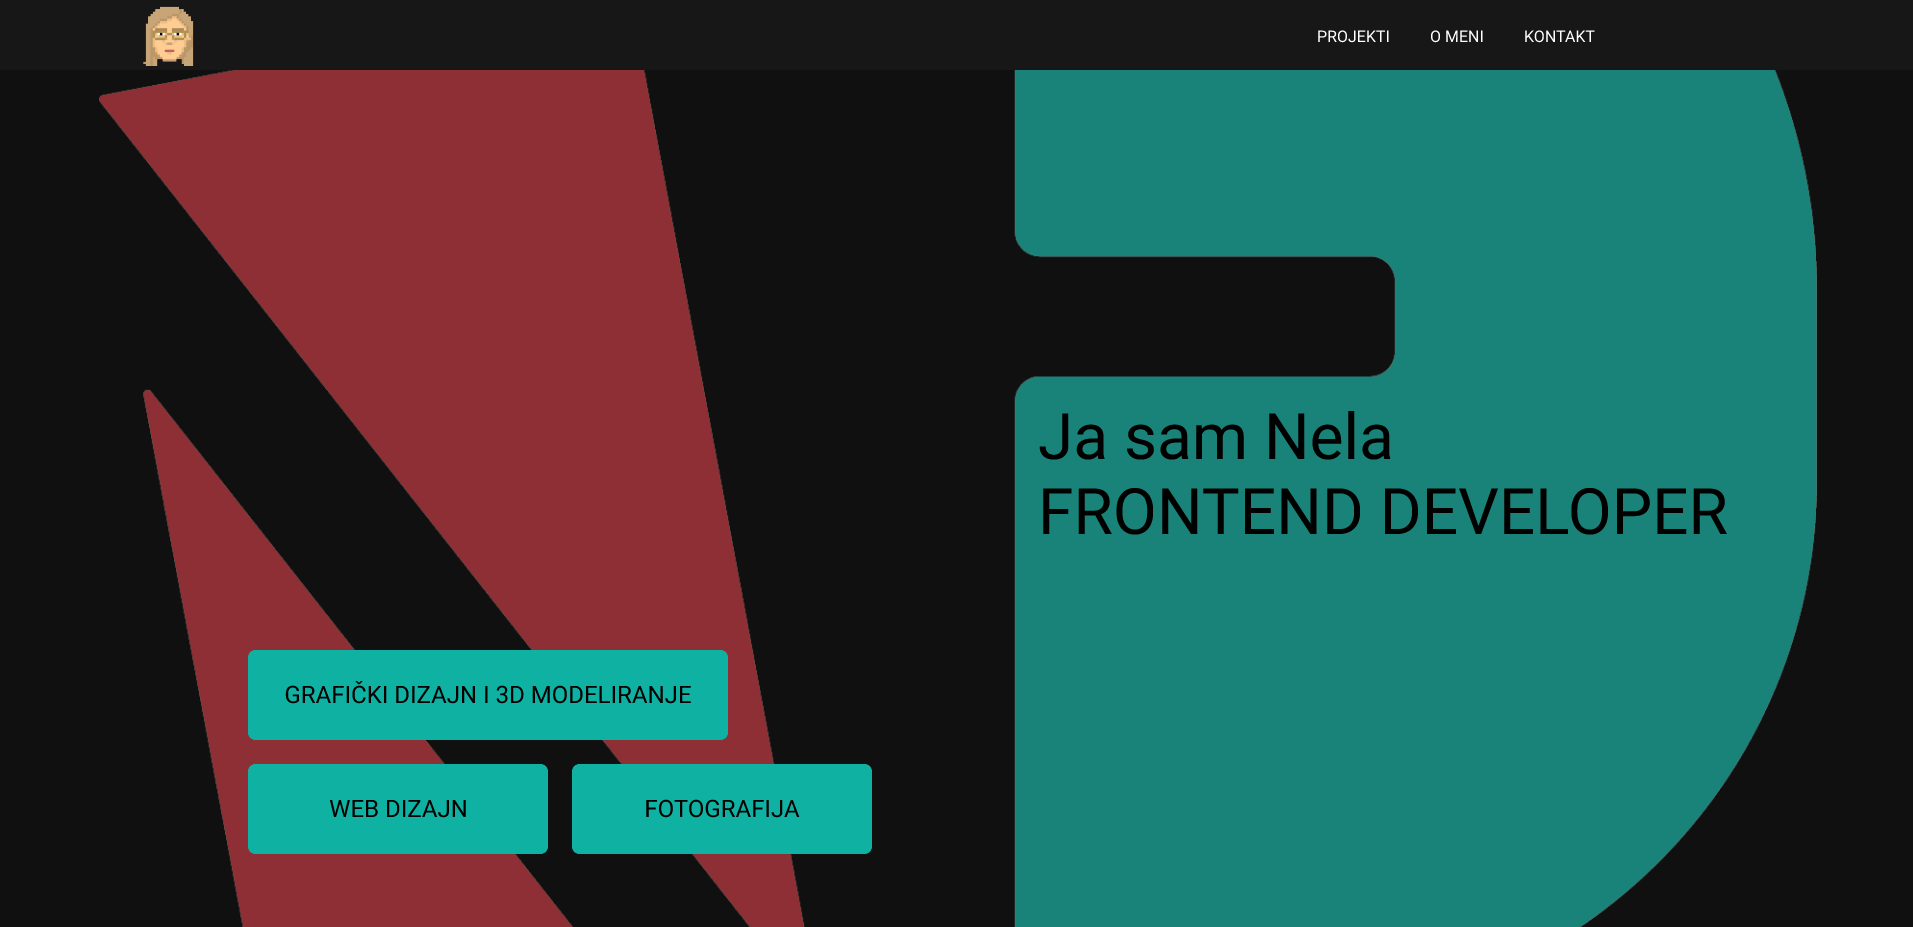 PROJEKTI
O MENI
KONTAKT
Ja sam Nela
FRONTEND DEVELOPER
GRAFIČKI DIZAJN I 3D MODELIRANJE
WEB DIZAJN
FOTOGRAFIJA